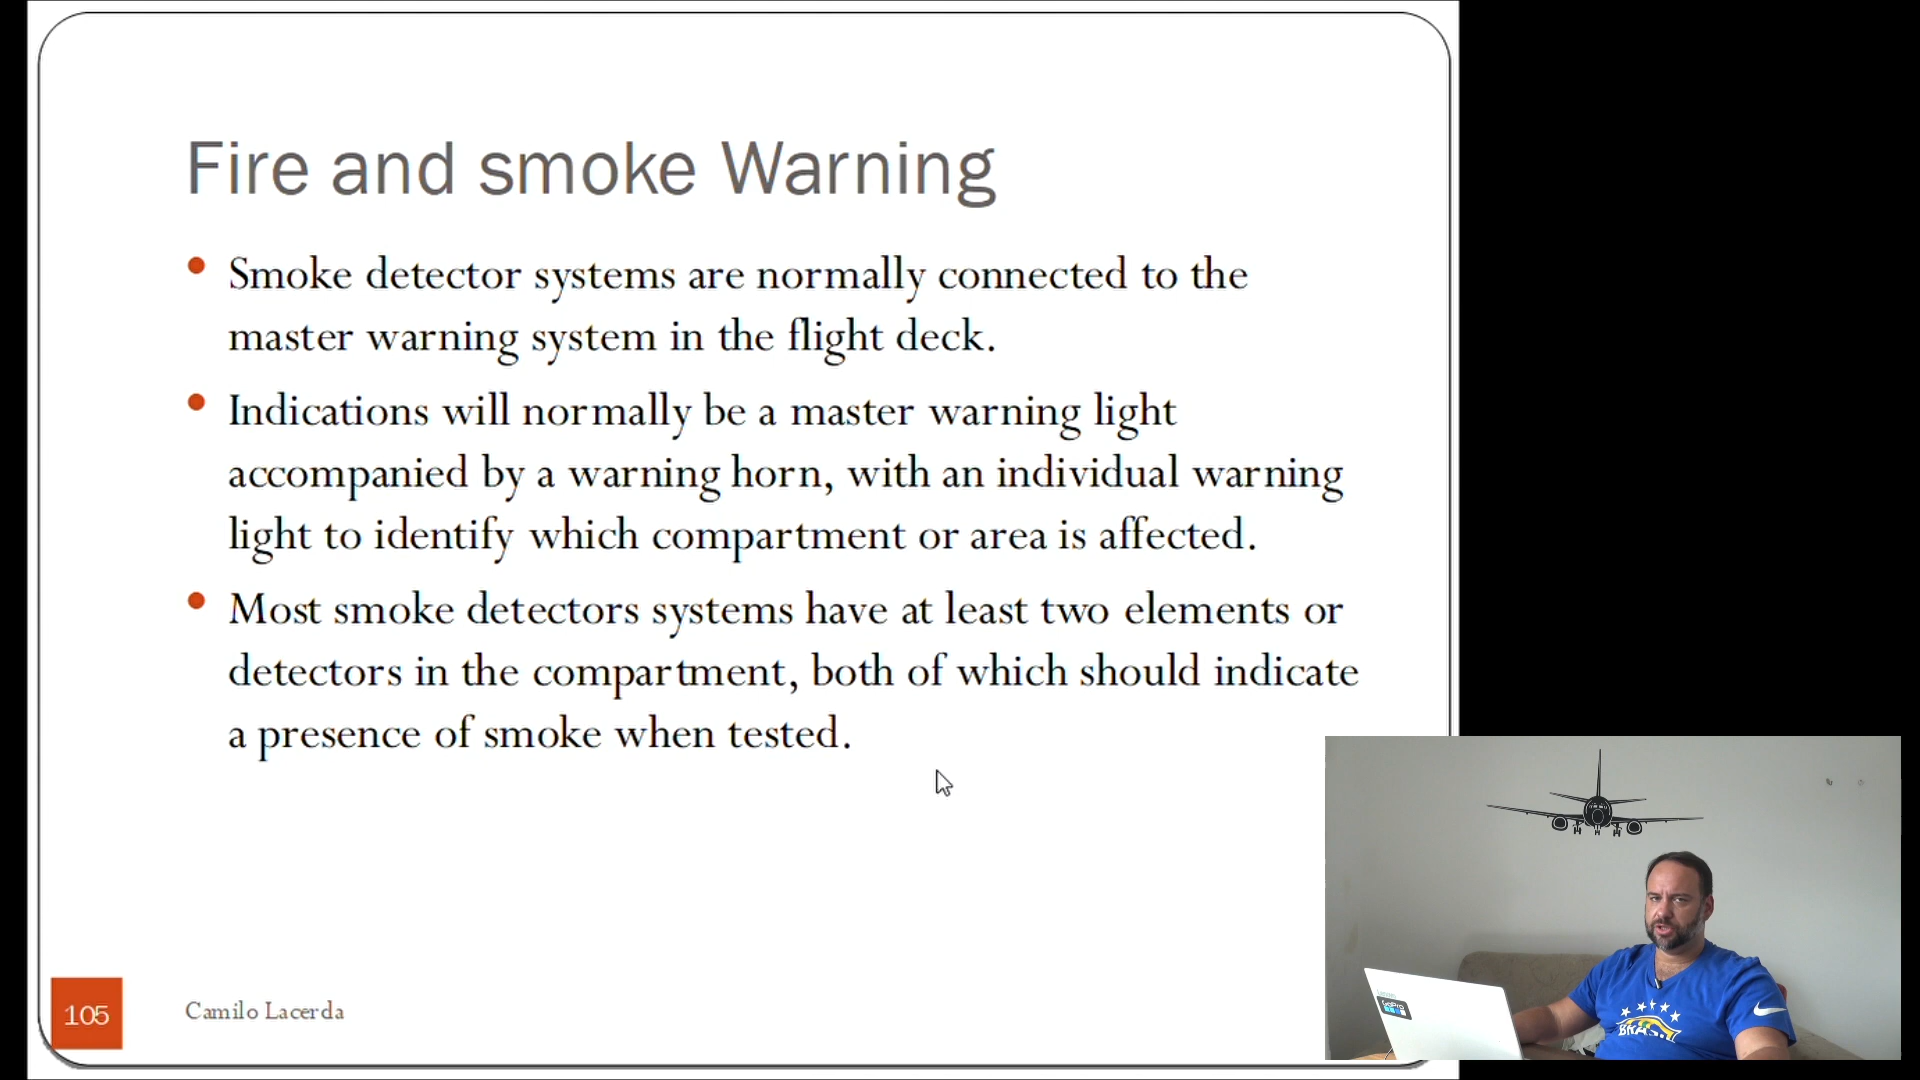 Fire and smoke Warning
Smoke detector systems are normally connected to the
master warning system in the flight deck.
Indications will normally be a master warning light
accompanied by a warning horn, with an individual warning
light to identify which compartment or area is affected.
Most smoke detectors systems have at least two elements or
detectors in the compartment, both of which should indicate
a presence of smoke when tested.
105
Camilo Lacerda
GoPro
BRASIL